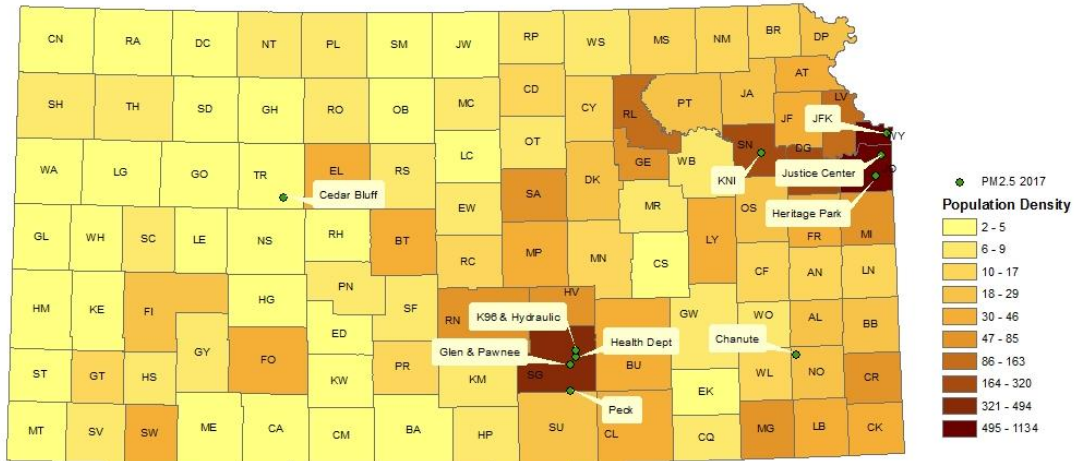 CN RA DC NT PL SM JW RP WS MS NM BR DP
SH TH SD GH RO OB MC CD CY RL PT JA AT JF LV JFK WY
WA LG GO TR EL RS LC OT EW SA DK GE WB SN DG
Cedar Bluff
KNI
Justice Center
Heritage Park
GL WH SC LE NS RH BT RC MP MN MR CS LY OS FR MI
HM KE FI HG PN SF RN HV CF AN LN
GY FO ED
K96 & Hydraulic
Glen & Pawnee
Health Dept
GW WO AL BB
Chanute
ST GT HS KW PR KM SG BU EK WL NO CR
Peck
MT SV SW ME CA CM BA HP SU CL CQ MG LB CK
PM2.5 2017
Population Density
2 - 5
6 - 9
10 - 17
18 - 29
30 - 46
47 - 85
86 - 163
164 - 320
321 - 494
495 - 1134